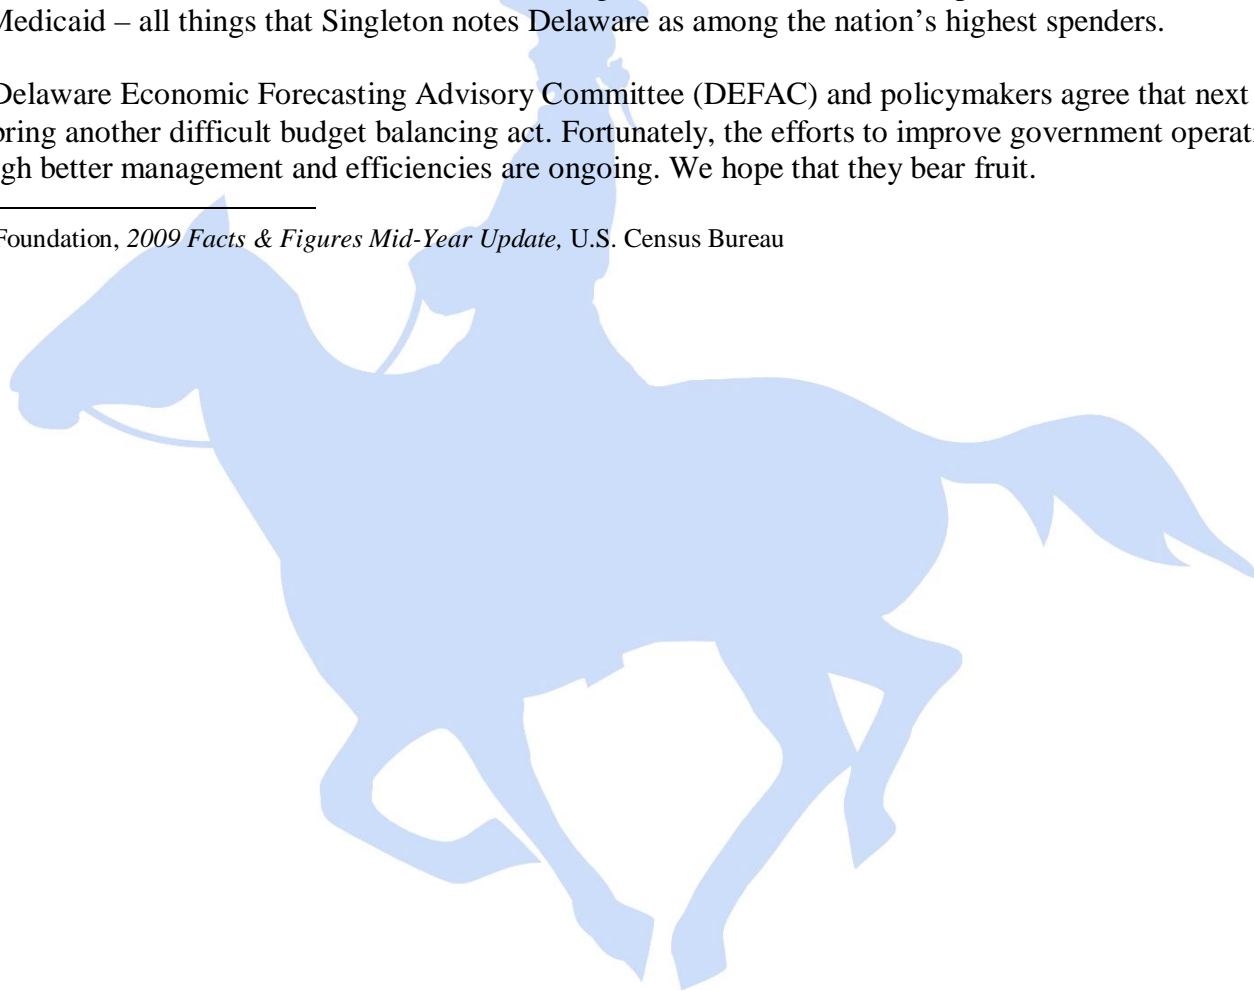 Medicaid – all things that Singleton notes Delaware as among the nation’s highest spenders.
Delaware Economic Forecasting Advisory Committee (DEFAC) and policymakers agree that next
bring another difficult budget balancing act. Fortunately, the efforts to improve government operati
gh better management and efficiencies are ongoing. We hope that they bear fruit.
Foundation, 2009 Facts & Figures Mid-Year Update, U.S. Census Bureau